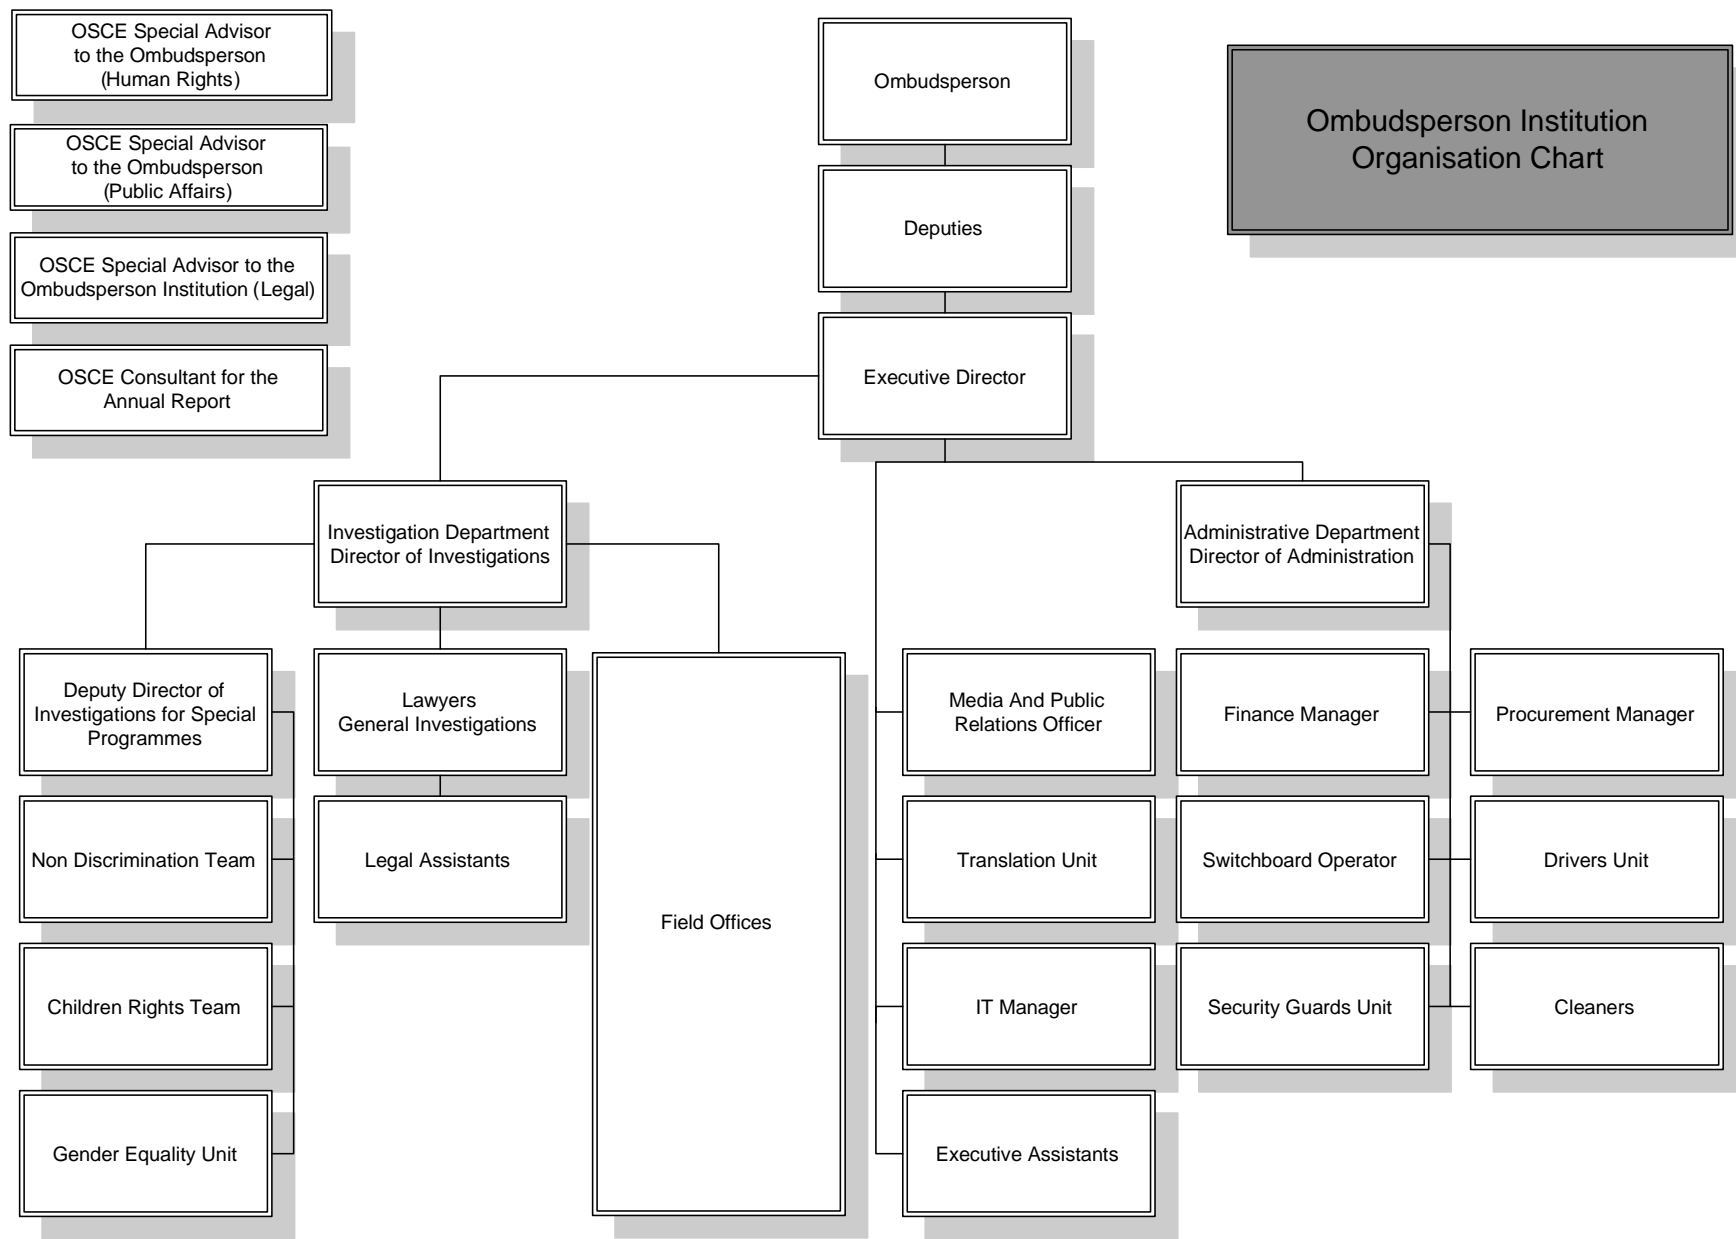 OSCE Special Advisor
to the Ombudsperson
(Human Rights)
OSCE Special Advisor
to the Ombudsperson
(Public Affairs)
OSCE Special Advisor to the
Ombudsperson Institution (Legal)
OSCE Consultant for the
Annual Report
Ombudsperson
Deputies
Executive Director
Ombudsperson Institution
Organisation Chart
Investigation Department
Director of Investigations
Administrative Department
Director of Administration
Deputy Director of
Investigations for Special
Programmes
Lawyers
General Investigations
Field Offices
Media And Public
Relations Officer
Finance Manager
Procurement Manager
Non Discrimination Team
Legal Assistants
Translation Unit
Switchboard Operator
Drivers Unit
Children Rights Team
IT Manager
Security Guards Unit
Cleaners
Gender Equality Unit
Executive Assistants